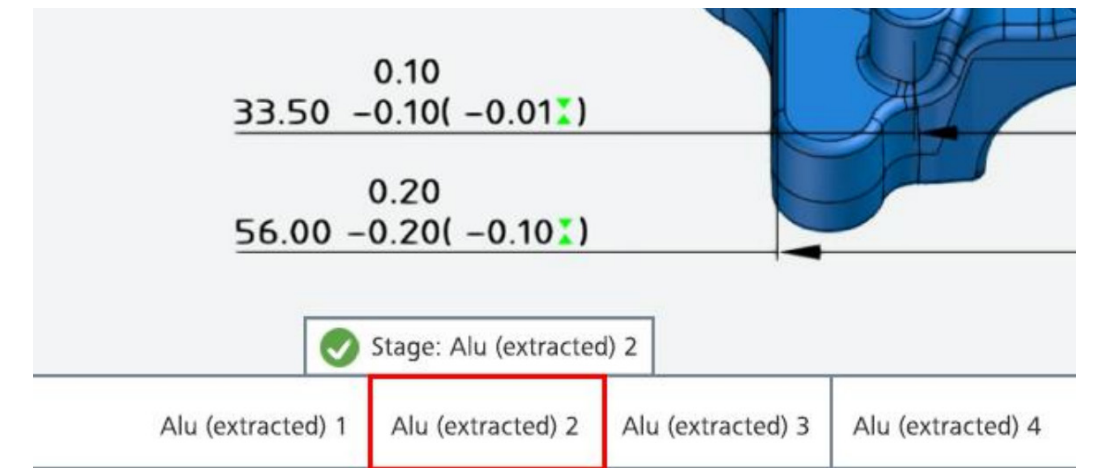 0.10
33.50 -0.10( -0.01 )
0.20
56.00 -0.20( -0.10 )
Stage: Alu (extracted) 2
Alu (extracted) 1
Alu (extracted) 2
Alu (extracted) 3
Alu (extracted) 4